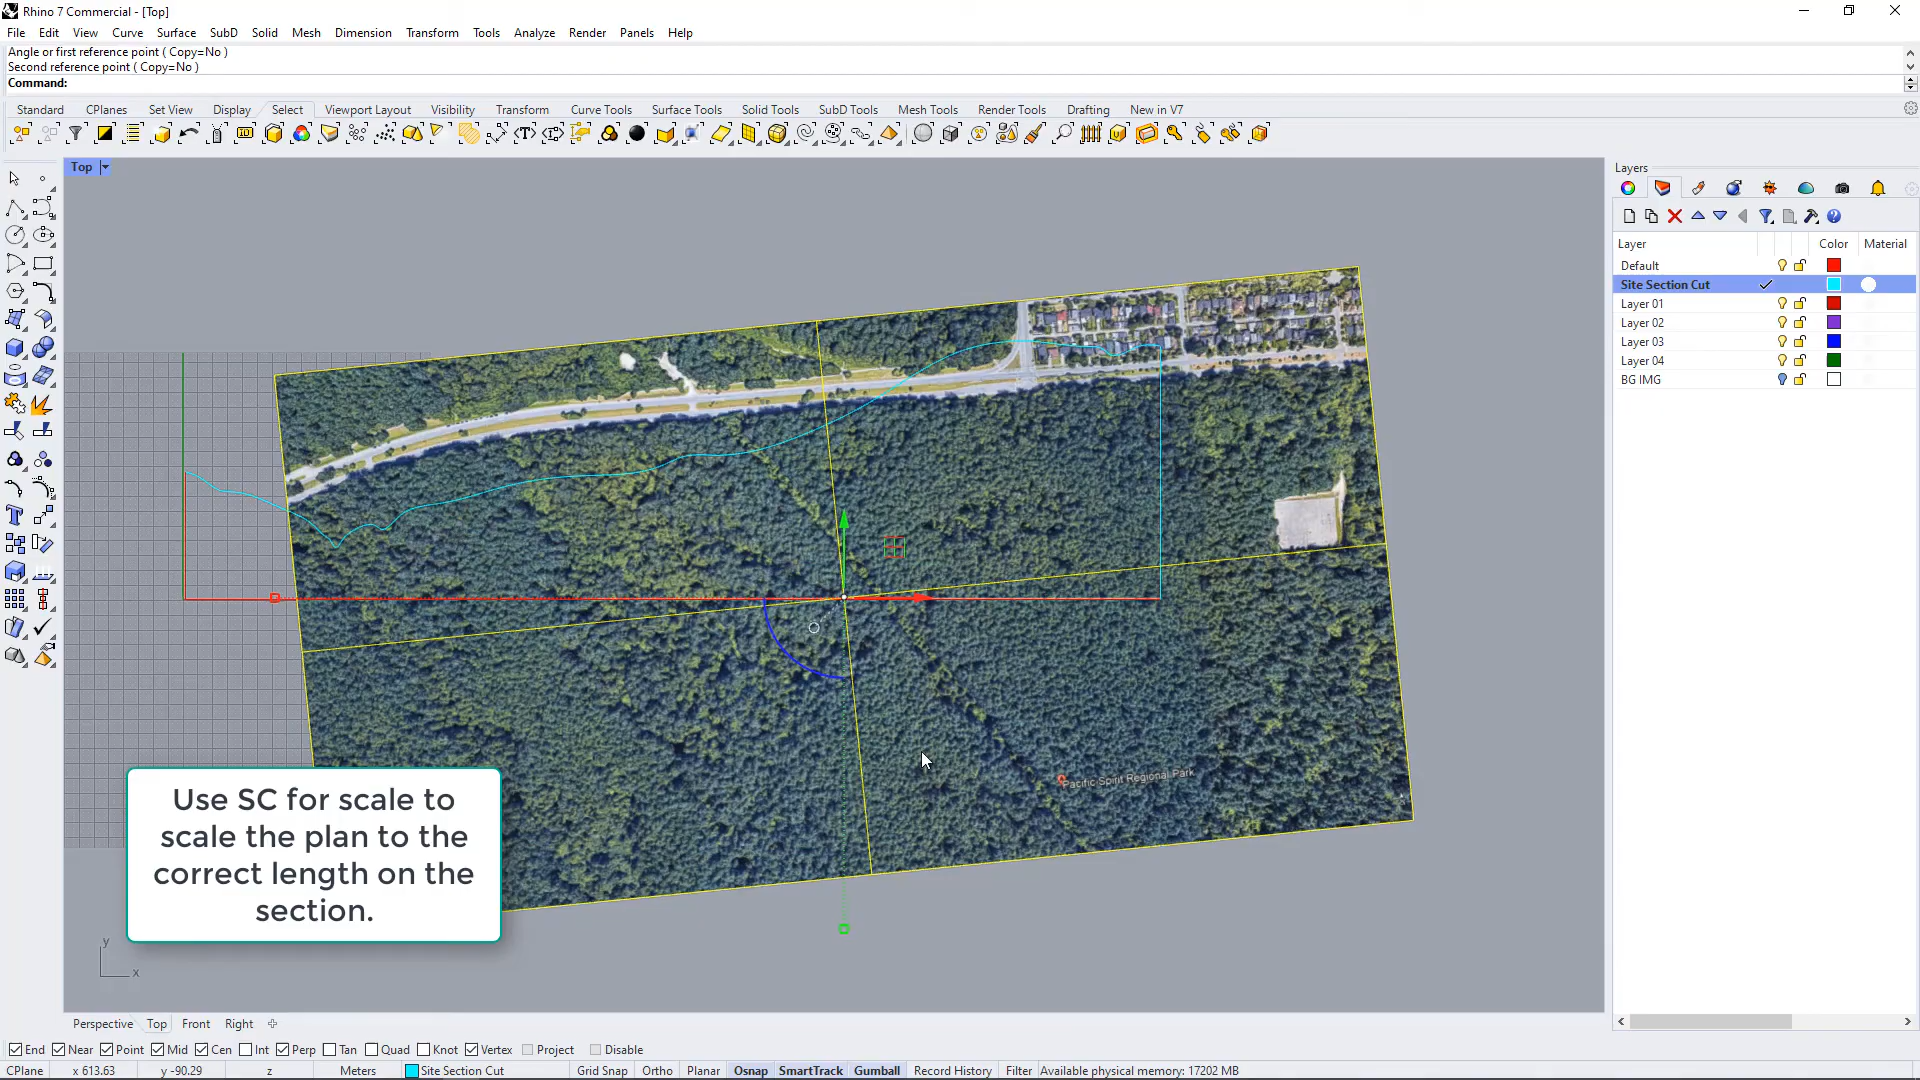 Rhino 7 Commercial - [Top]
File Edit View Curve Surface SubD Solid Mesh Dimension Transform Tools Analyze Render Panels Help
Angle or first reference point ( Copy=No )
Second reference point ( Copy=No )
Command:
Standard CPlanes Set View Display Select Viewport Layout Visibility Transform Curve Tools Surface Tools Solid Tools SubD Tools Mesh Tools Render Tools Drafting New in V7
Top
Layers
Layer Color Material
Default
Site Section Cut
Layer 01
Layer 02
Layer 03
Layer 04
BG IMG
Pacific Spirit Regional Park
Use SC for scale to
scale the plan to the
correct length on the
section.
y
x
Perspective Top Front Right
End Near Point Mid Cen Int Perp Tan Quad Knot Vertex Project Disable
CPlane x 613.63 y -90.29 z Meters Site Section Cut Grid Snap Ortho Planar Osnap SmartTrack Gumball Record History Filter Available physical memory: 17202 MB